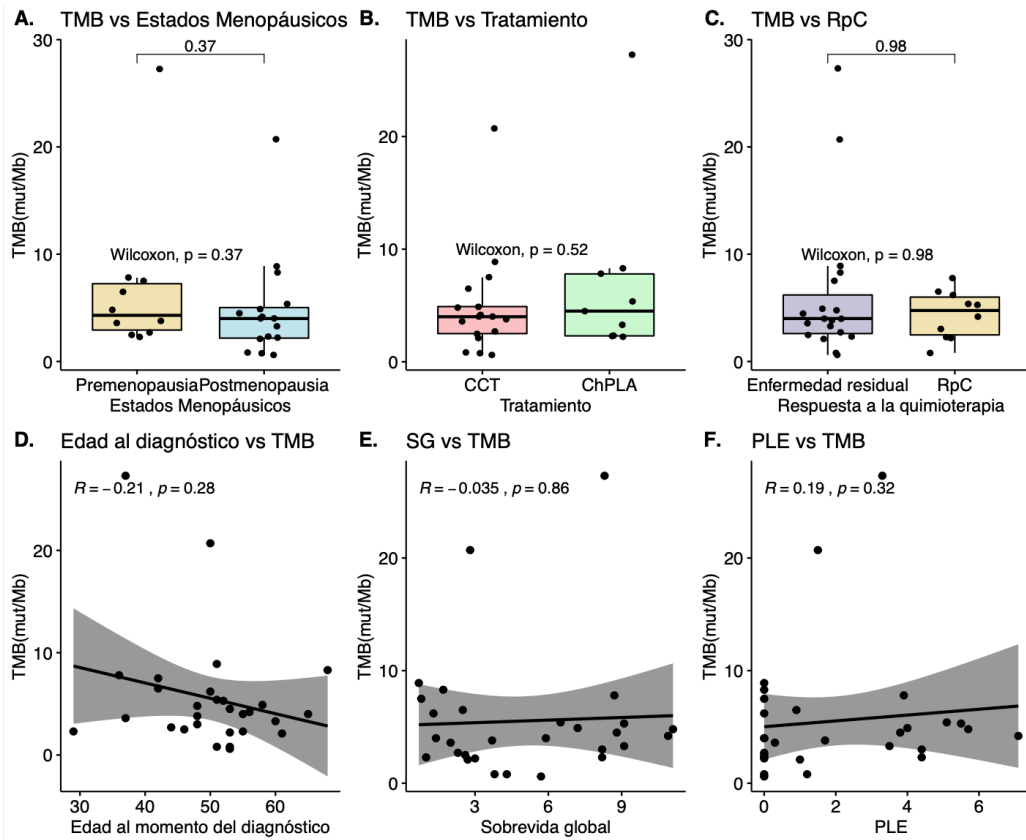 A. TMB vs Estados Menopáusicos
30
20
10
0
TMB(mut/Mb)
0.37
Wilcoxon, p = 0.37
Premenopausia Postmenopausia
Estados Menopáusicos
B. TMB vs Tratamiento
20
10
0
TMB(mut/Mb)
Wilcoxon, p = 0.52
CCT ChPLA
Tratamiento
C. TMB vs RpC
30
20
10
0
TMB(mut/Mb)
0.98
Wilcoxon, p = 0.98
Enfermedad residual RpC
Respuesta a la quimioterapia
D. Edad al diagnóstico vs TMB
R = −0.21 , p = 0.28
20
10
0
TMB(mut/Mb)
30 40 50 60
Edad al momento del diagnóstico
E. SG vs TMB
R = −0.035 , p = 0.86
20
10
0
TMB(mut/Mb)
3 6 9
Sobrevida global
F. PLE vs TMB
R = 0.19 , p = 0.32
20
10
0
TMB(mut/Mb)
0 2 4 6
PLE